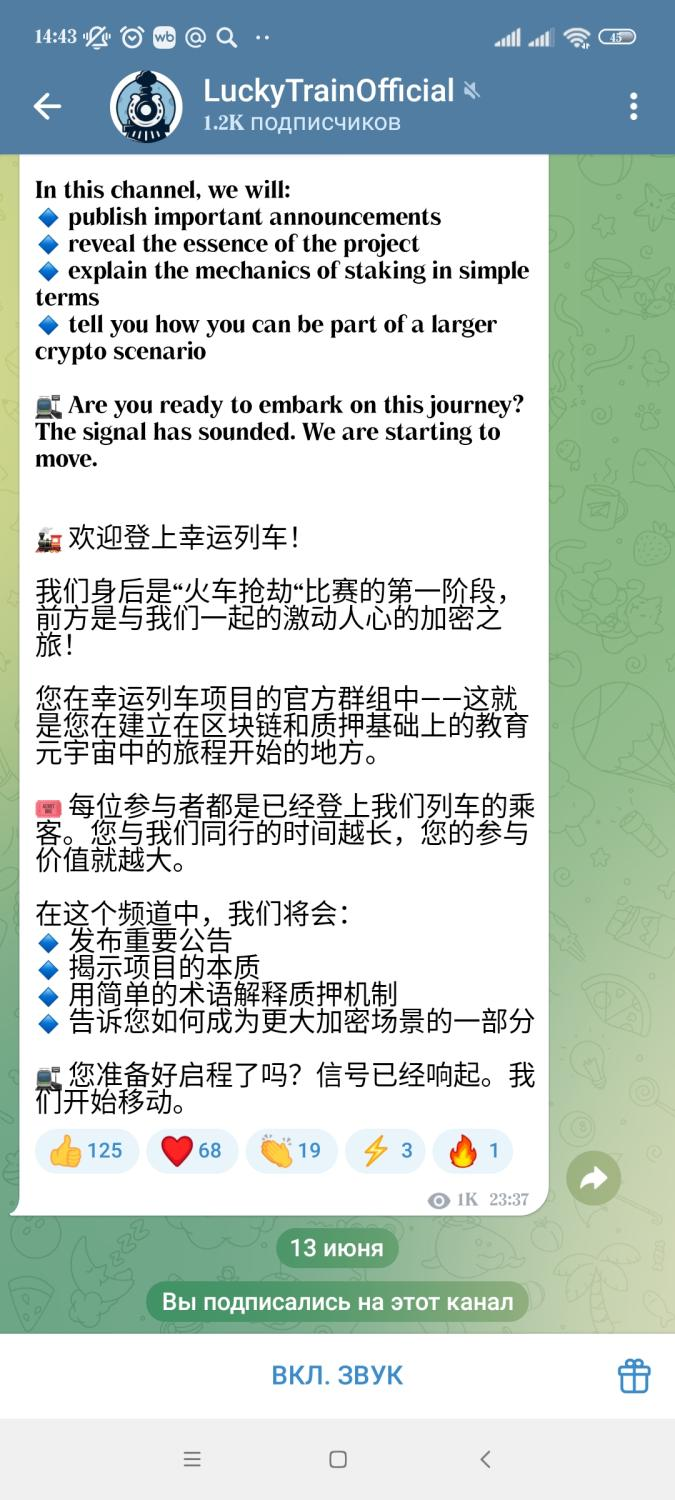 14:43
wb
45
LuckyTrainOfficial
1.2K подписчиков
In this channel, we will:
🔹 publish important announcements
🔹 reveal the essence of the project
🔹 explain the mechanics of staking in simple
terms
🔹 tell you how you can be part of a larger
crypto scenario
🚉 Are you ready to embark on this journey?
The signal has sounded. We are starting to
move.
🚂 欢迎登上幸运列车！
我们身后是“火车抢劫“比赛的第一阶段，
前方是与我们一起的激动人心的加密之
旅！
您在幸运列车项目的官方群组中——这就
是您在建立在区块链和质押基础上的教育
元宇宙中的旅程开始的地方。
🎟 每位参与者都是已经登上我们列车的乘
客。您与我们同行的时间越长，您的参与
价值就越大。
在这个频道中，我们将会：
🔹 发布重要公告
🔹 揭示项目的本质
🔹 用简单的术语解释质押机制
🔹 告诉您如何成为更大加密场景的一部分
🚉 您准备好启程了吗？信号已经响起。我
们开始移动。
👍 125 ❤️ 68 👏 19 ⚡ 3 🔥 1
1K 23:37
13 июня
Вы подписались на этот канал
ВКЛ. ЗВУК